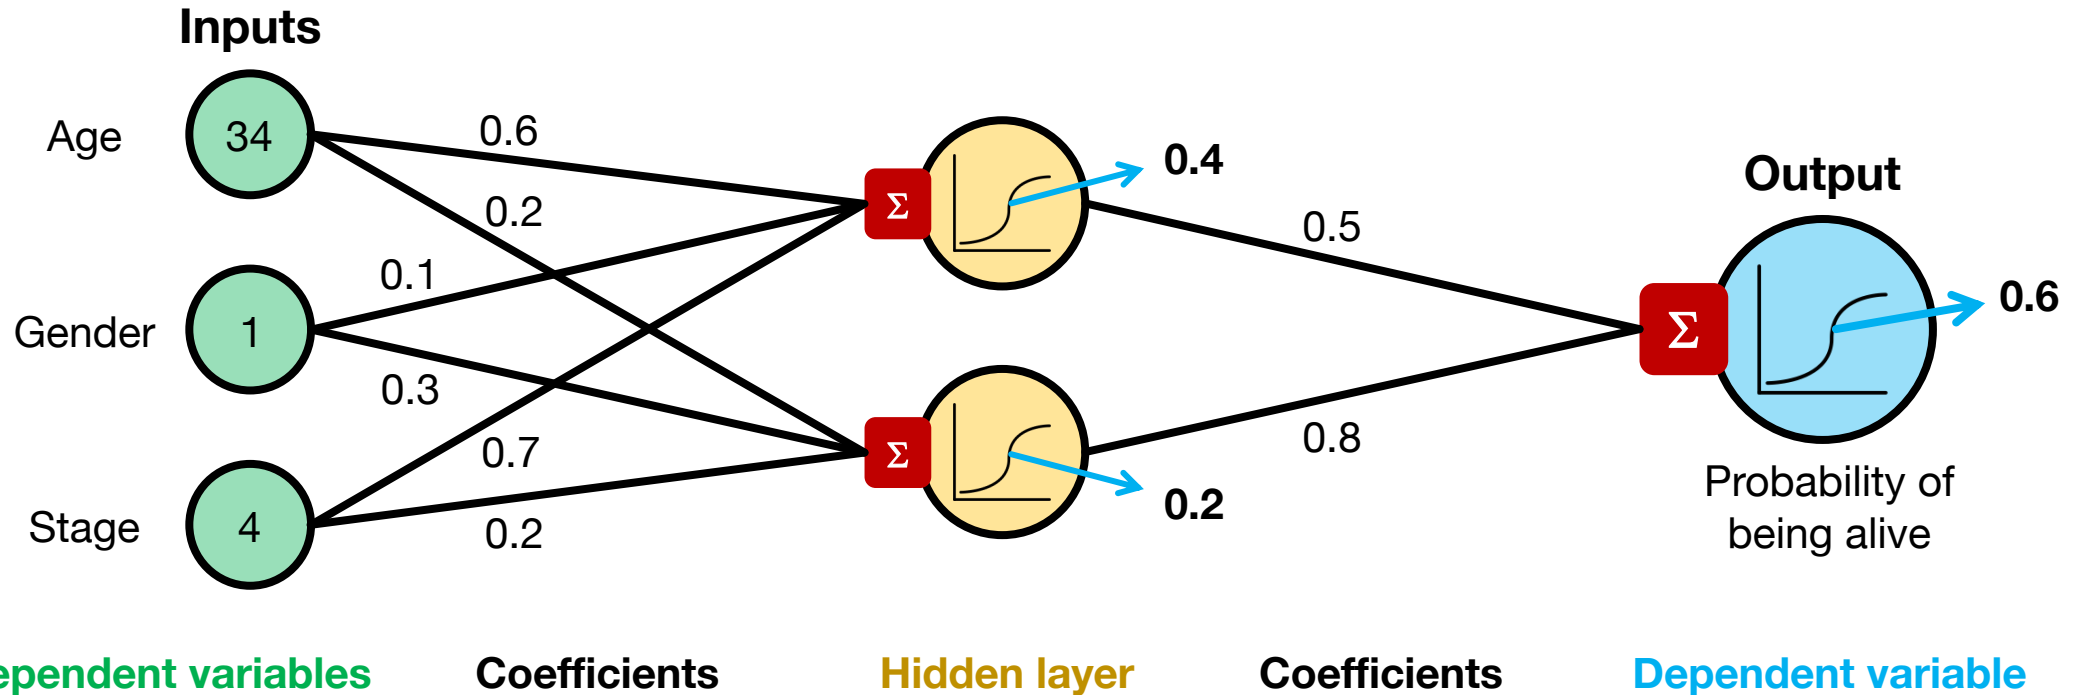 Inputs
Age
34
0.6
0.2
Gender
1
0.1
0.3
Stage
4
0.7
0.2
Σ
0.4
Σ
0.2
0.5
0.8
Output
Σ
0.6
Probability of
being alive
ependent variables
Coefficients
Hidden layer
Coefficients
Dependent variable